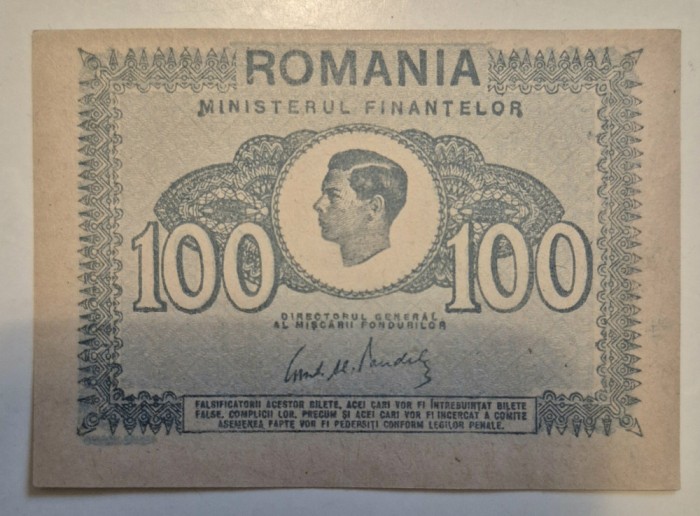 ROMANIA
MINISTERUL FINANȚELOR
100 100
DIRECTORUL GENERAL
AL MIȘCĂRII FONDURILOR
FALSIFICATORII ACESTOR BILETE, ACEI CARI VOR FI ÎNTREBUINȚAT BILETE
FALSE, COMPLICII LOR, PRECUM ȘI ACEI CARI VOR FI INCERCAT A COMITE
ASEMENEA FAPTE VOR FI PEDEPSIȚI CONFORM LEGILOR PENALE.